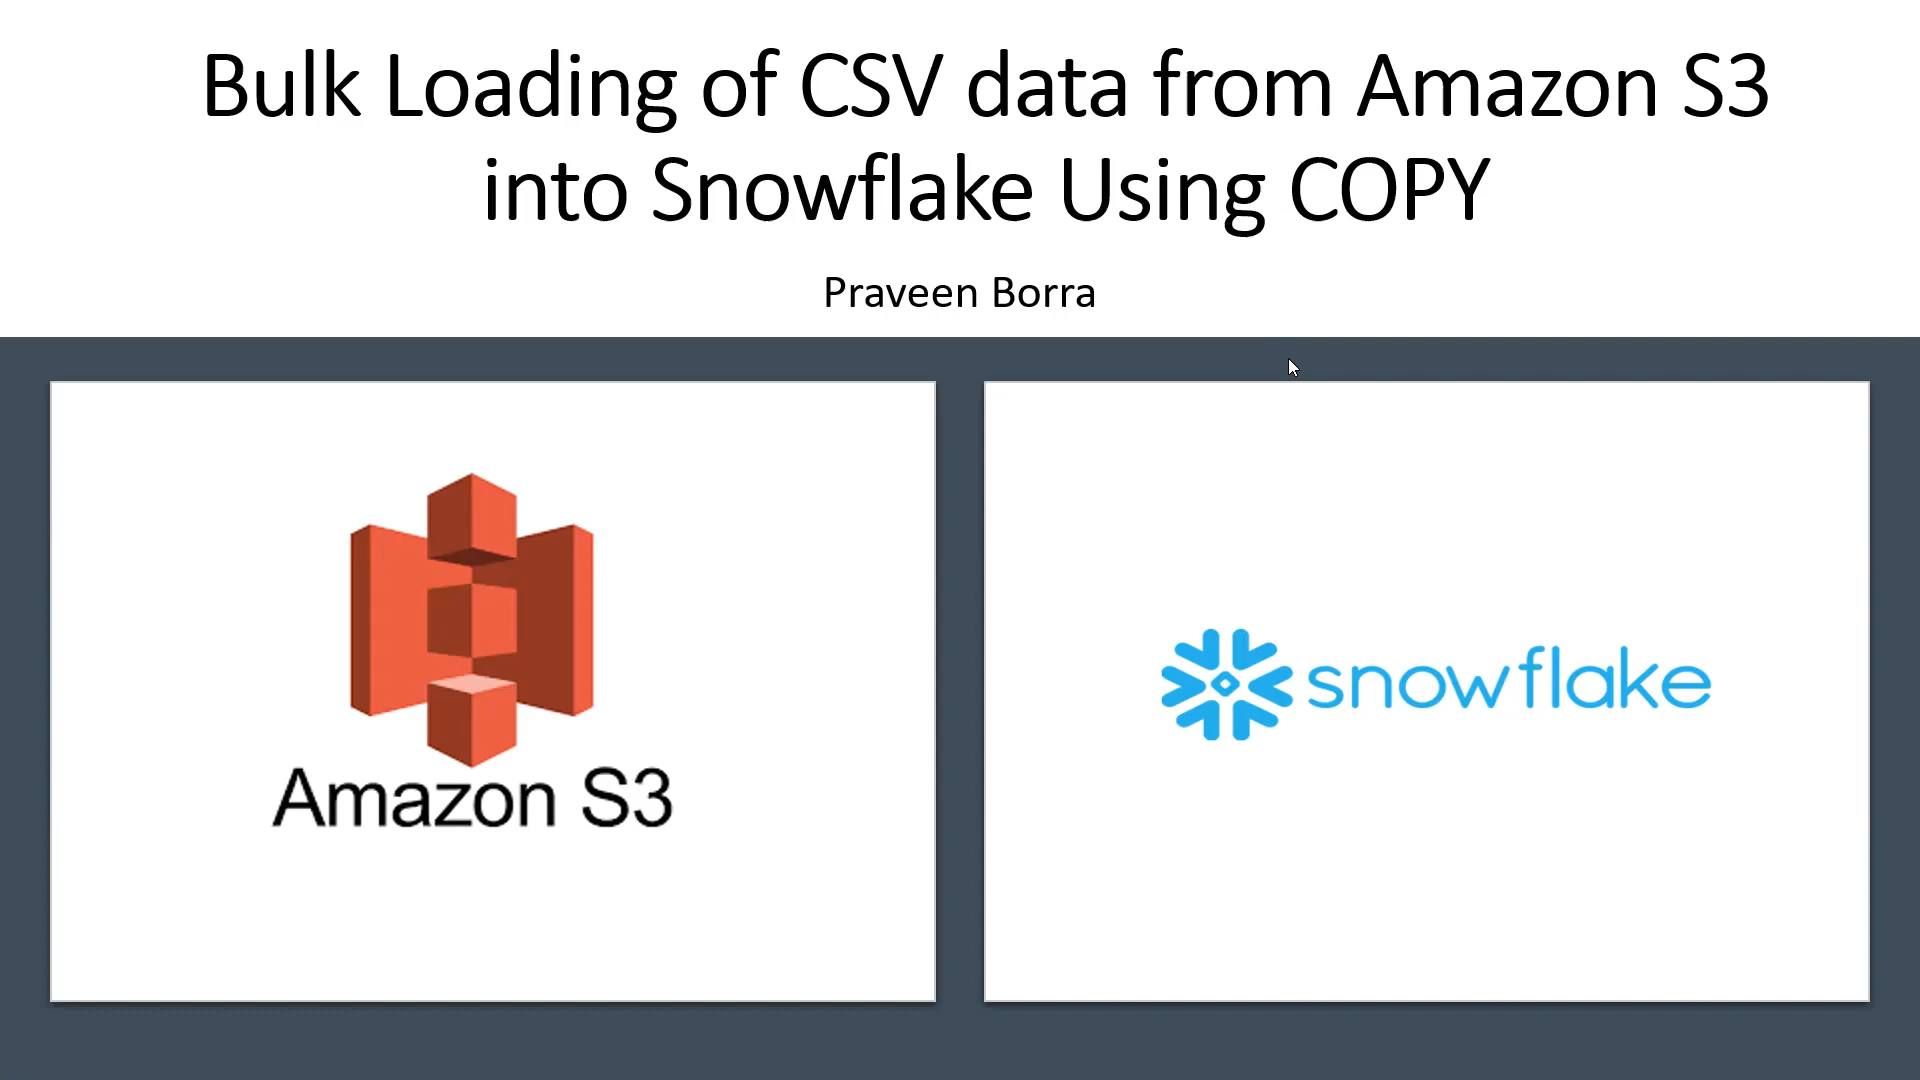 Bulk Loading of CSV data from Amazon S3
into Snowflake Using COPY
Praveen Borra
Amazon S3
snowflake